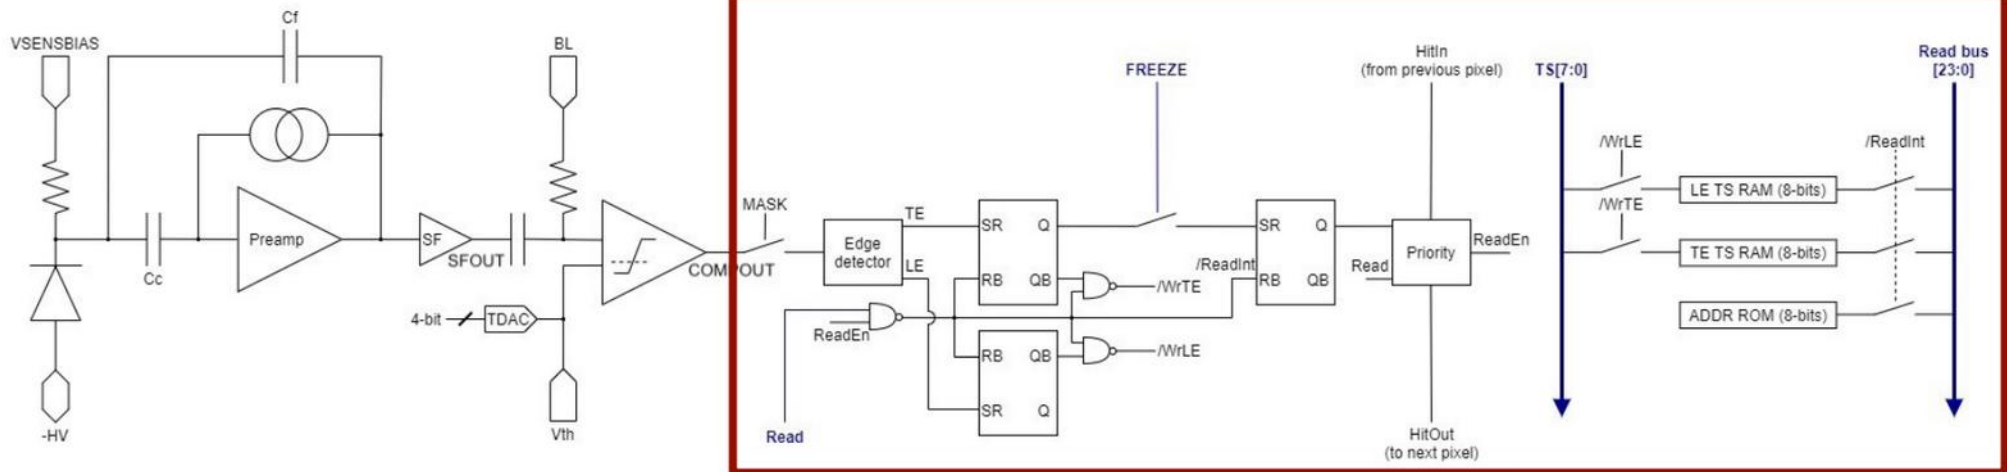 VSENSBIAS
Cf
Cc
Preamp
-HV
SF
SFOUT
BL
4-bit
TDAC
Vth
COMPOUT
MASK
Edge
detector
TE
LE
ReadEn
Read
SR
Q
RB
QB
RB
QB
SR
Q
/WrTE
/WrLE
FREEZE
/ReadInt
SR
Q
RB
QB
HitIn
(from previous pixel)
Read
Priority
ReadEn
HitOut
(to next pixel)
TS[7:0]
/WrLE
/WrTE
LE TS RAM (8-bits)
TE TS RAM (8-bits)
ADDR ROM (8-bits)
/ReadInt
Read bus
[23:0]